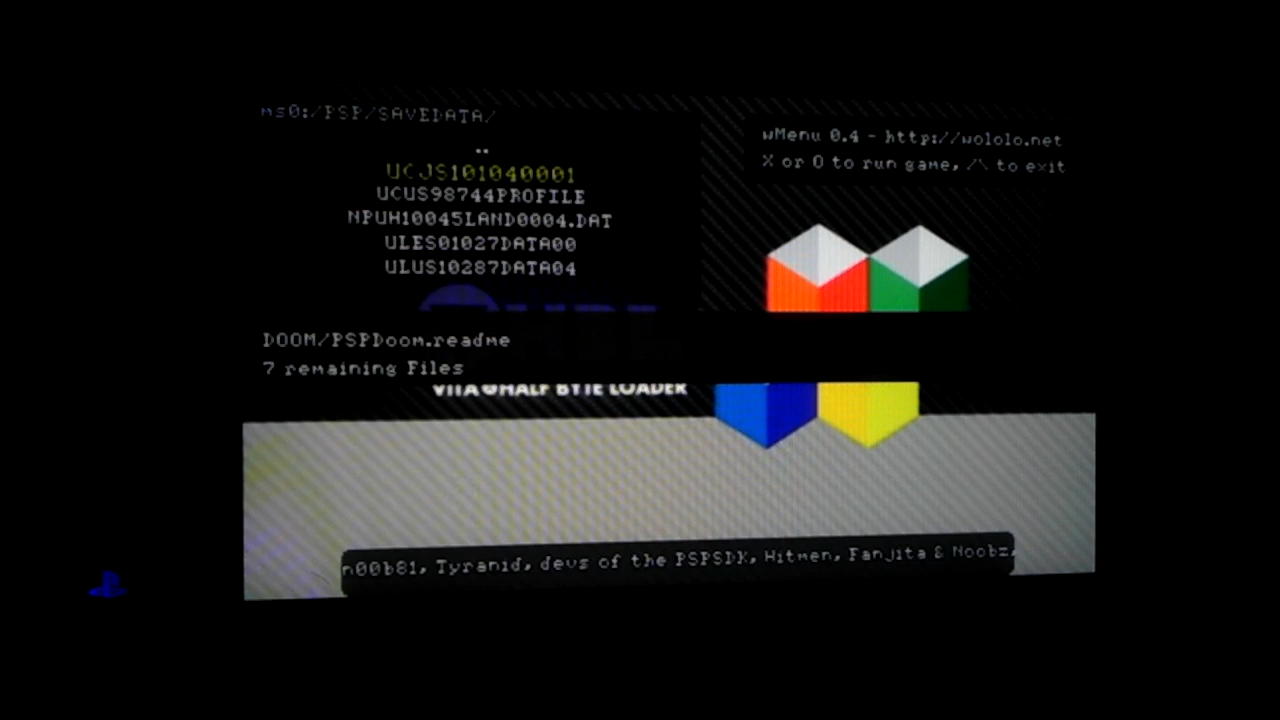 ms0:/PSP/SAVEDATA/
..
UCJS101040001
UCUS98744PROFILE
NPUH10045LAND0004.DAT
ULES01027DATA00
ULUS10287DATA04
wMenu 0.4 - http://wololo.net
X or O to run game, /\ to exit
DOOM/PSPDoom.readme
7 remaining Files
VITA HALF BYTE LOADER
n00b81, Tyranid, devs of the PSPSDK, Hitmen, Fanjita & Noobz,